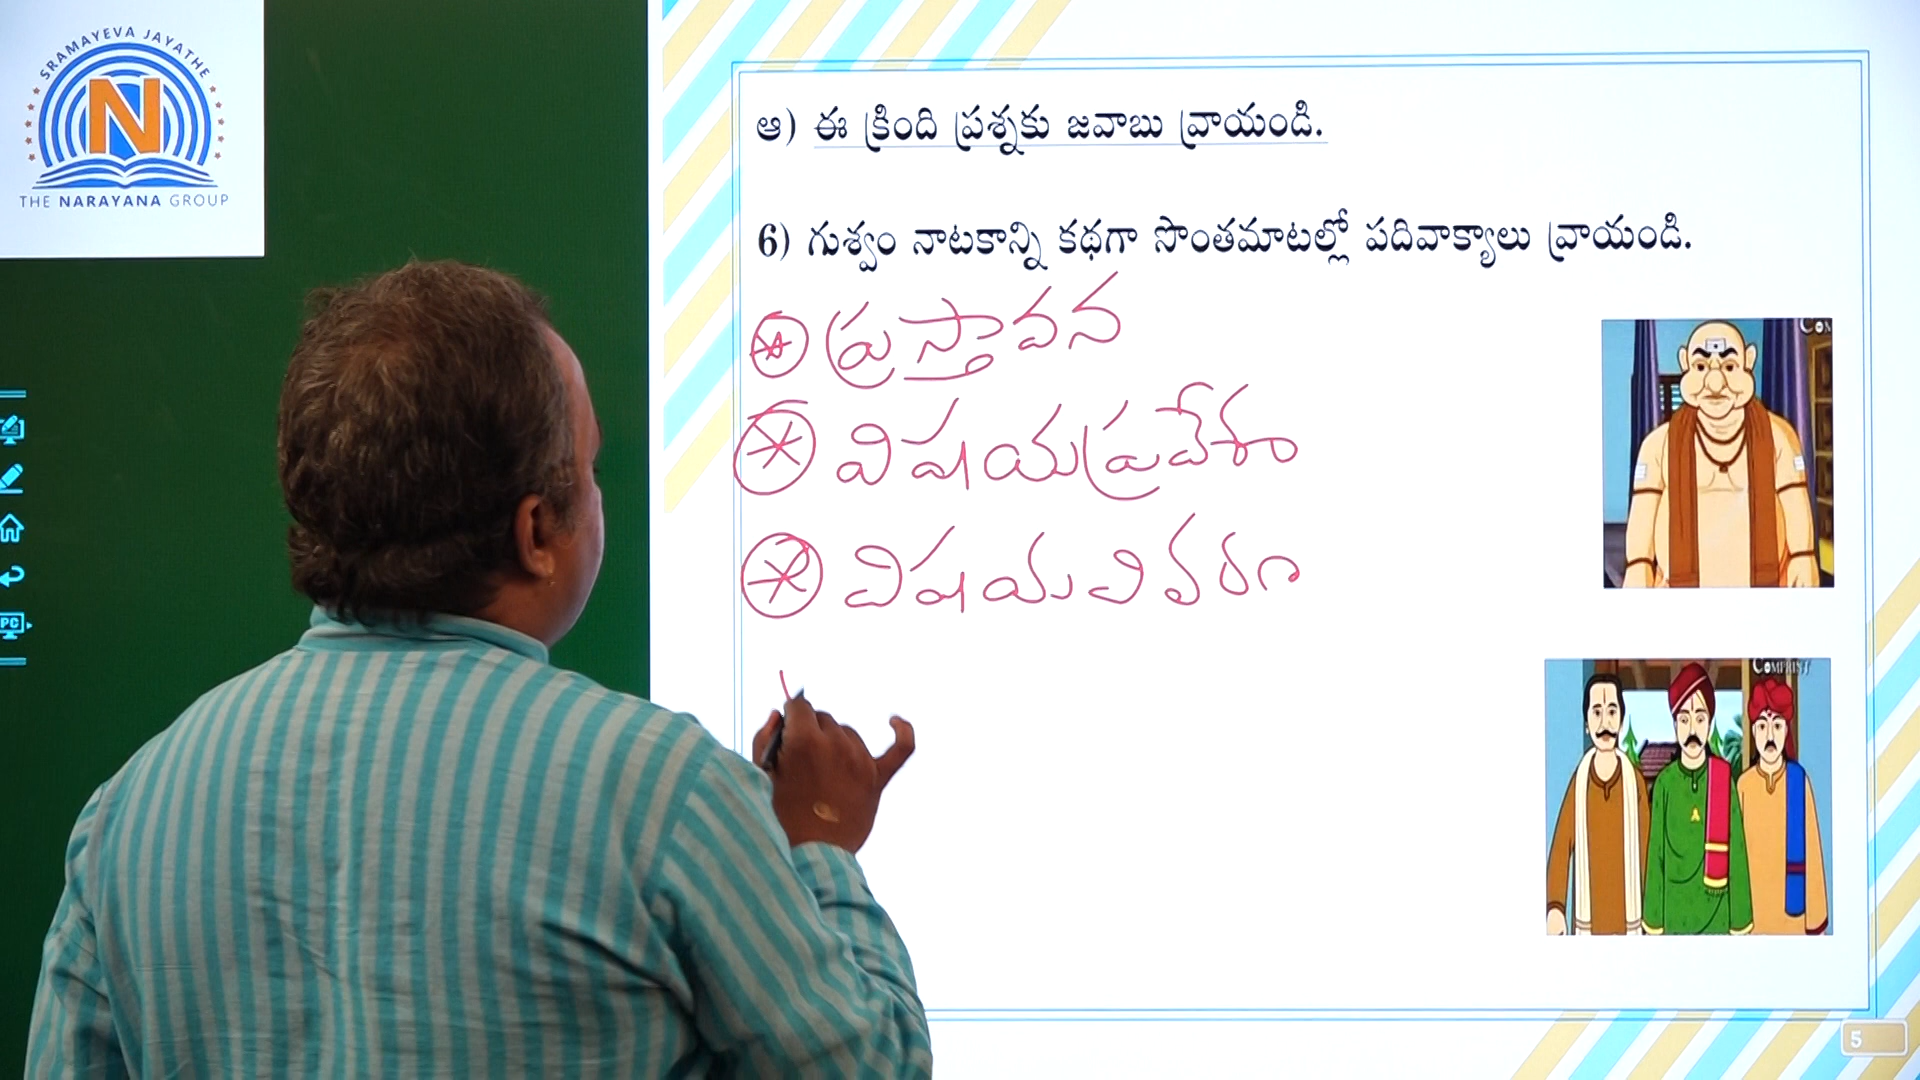 SRAMAYEVA JAYATHE
N
THE NARAYANA GROUP
ఆ) ఈ క్రింది ప్రశ్నకు జవాబు వ్రాయండి.
6) గుశ్వం నాటకాన్ని కథగా సొంతమాటల్లో పదివాక్యాలు వ్రాయండి.
ప్రస్తావన
విషయప్రవేశం
విషయవివరణ
PC
5